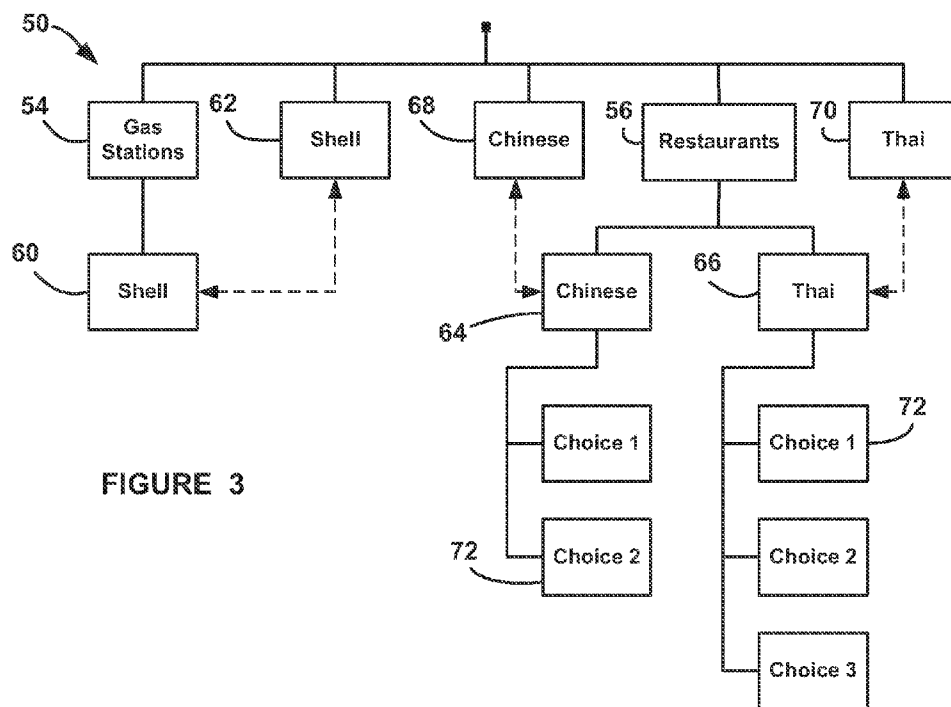 50
54
Gas
Stations
62
Shell
68
Chinese
56
Restaurants
70
Thai
60
Shell
Chinese
64
66
Thai
Choice 1
Choice 1
72
FIGURE 3
72
Choice 2
Choice 2
Choice 3